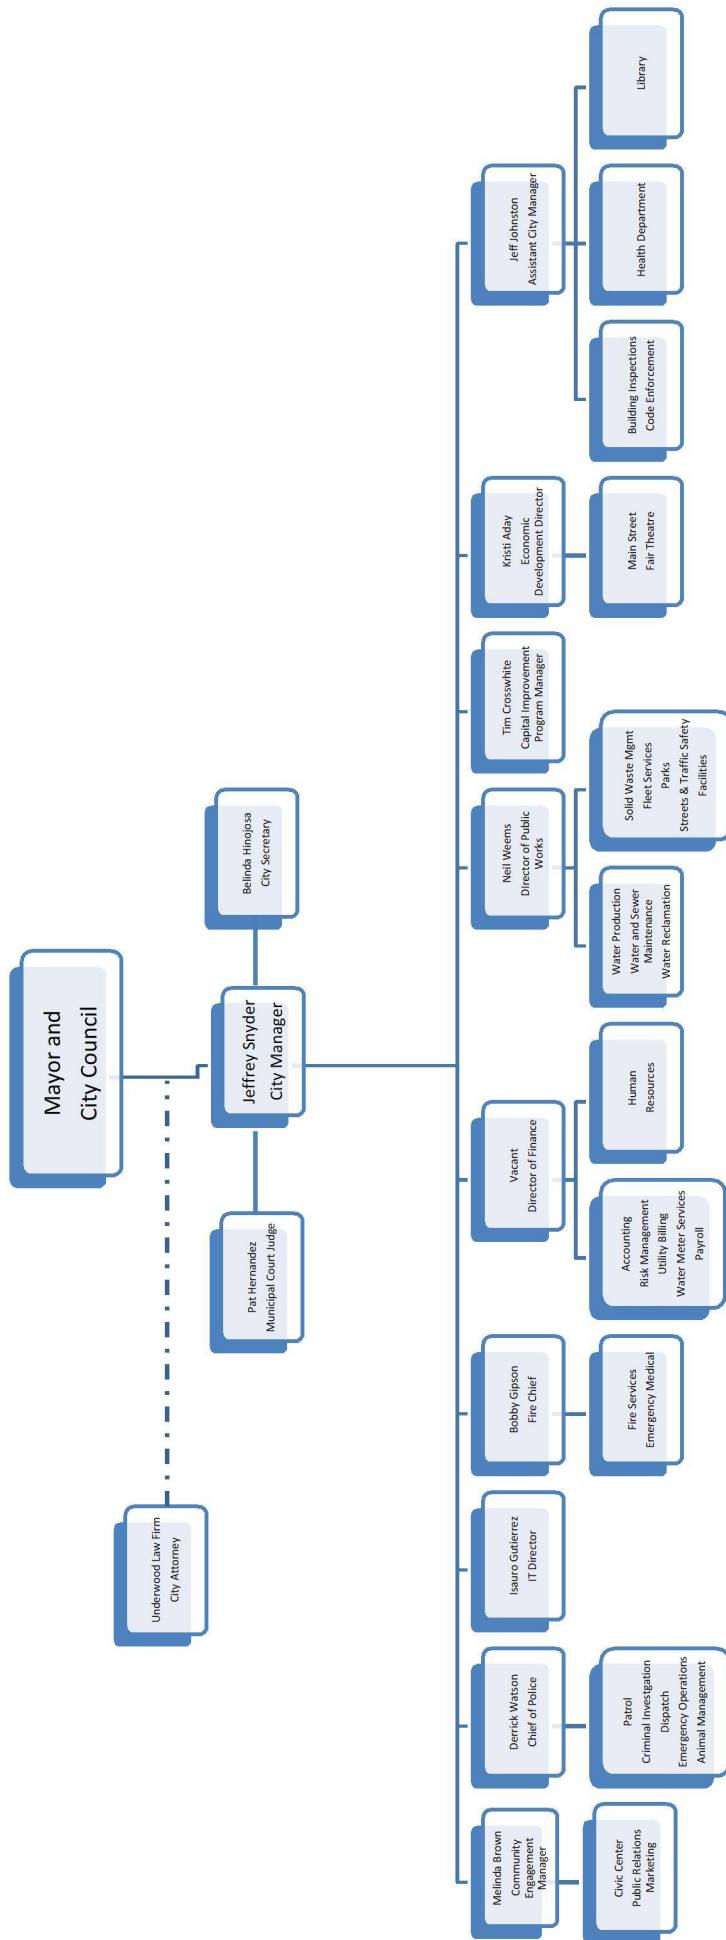 Mayor and
City Council
Underwood Law Firm
City Attorney
Jeffrey Snyder
City Manager
Pat Hernandez
Municipal Court Judge
Belinda Hinojosa
City Secretary
Melinda Brown
Community
Engagement
Manager
Civic Center
Public Relations
Marketing
Derrick Watson
Chief of Police
Patrol
Criminal Investgation
Dispatch
Emergency Operations
Animal Management
Isauro Gutierrez
IT Director
Bobby Gipson
Fire Chief
Fire Services
Emergency Medical
Vacant
Director of Finance
Accounting
Risk Management
Utility Billing
Water Meter Services
Payroll
Human
Resources
Neil Weems
DIrector of Public
Works
Water Production
Water and Sewer
Maintenance
Water Reclamation
Solid Waste Mgmt
Fleet Services
Parks
Streets & Traffic Safety
Facilities
Tim Crosswhite
Capital Improvement
Program Manager
Kristi Aday
Economic
Development Director
Main Street
Fair Theatre
Jeff Johnston
Assistant City Manager
Building Inspections
Code Enforcement
Health Department
Library